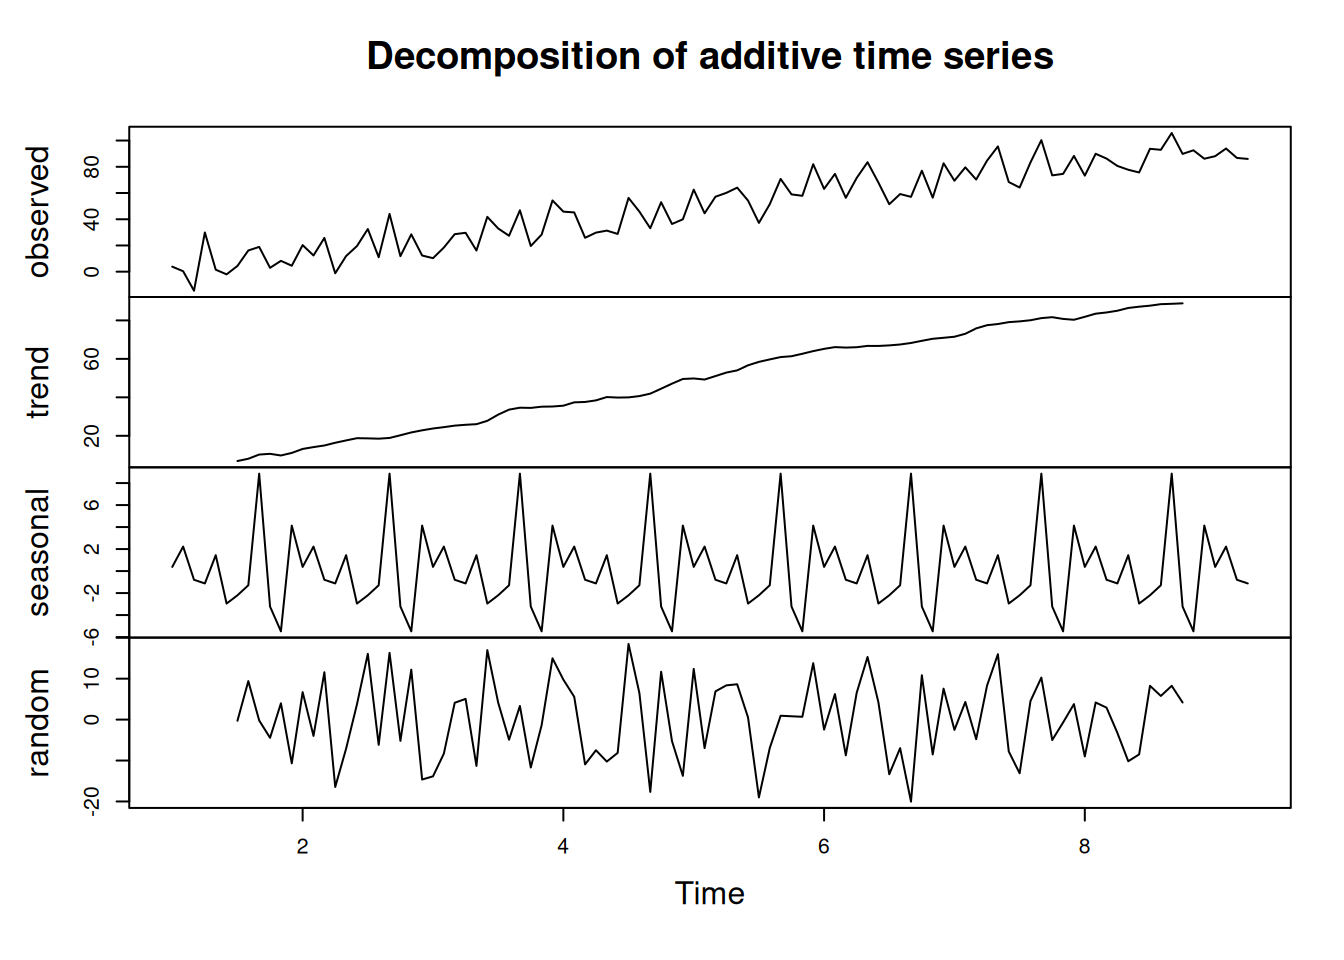 Decomposition of additive time series
observed
0 40 80
trend
20 60
seasonal
-6 -2 2 6
random
-20 0 10
2 4 6 8
Time